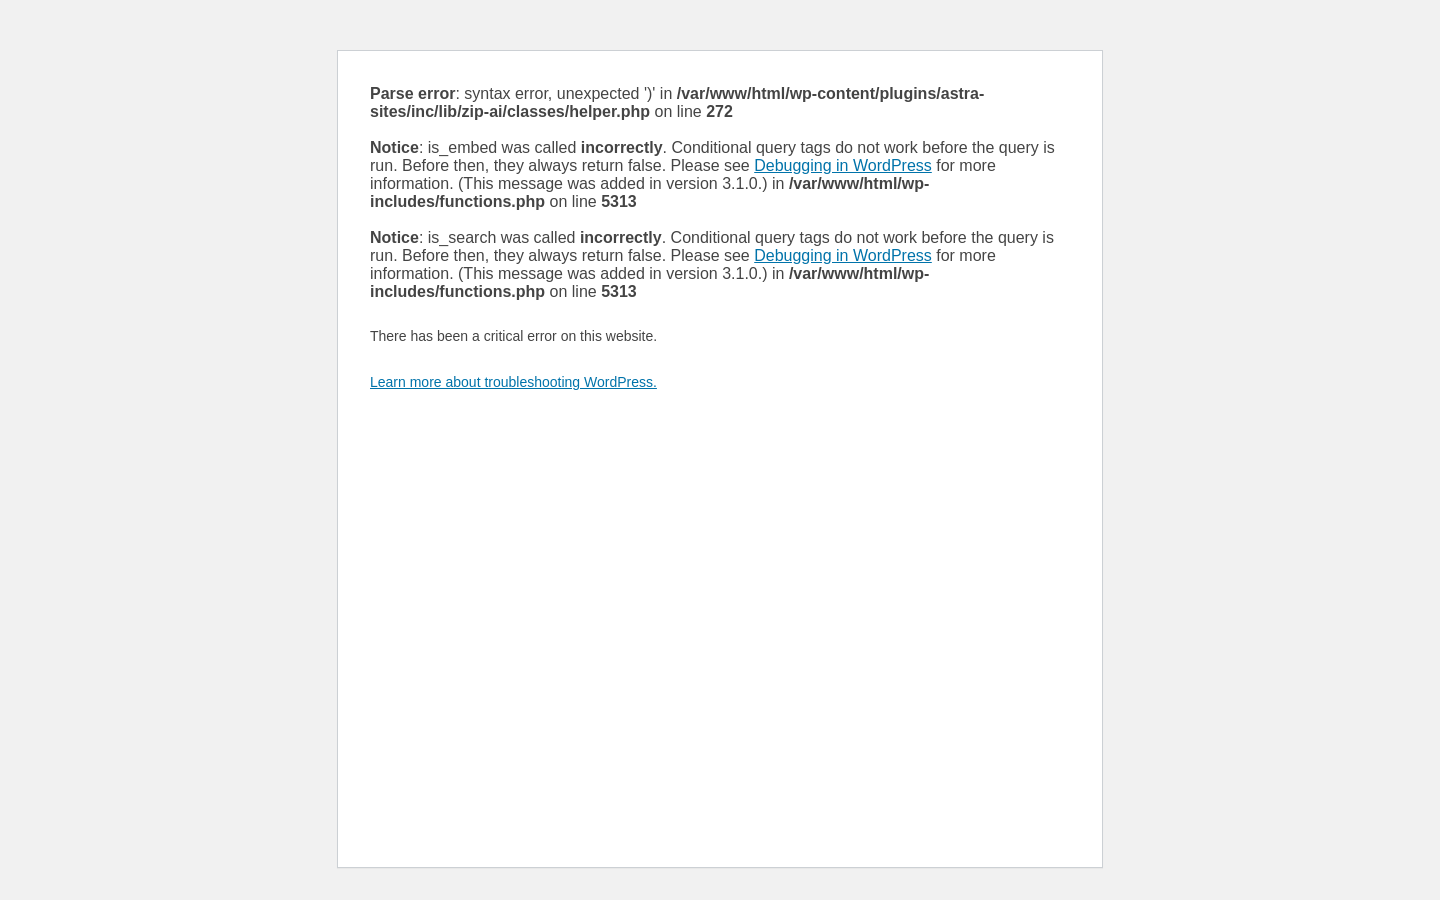 Parse error: syntax error, unexpected ')' in /var/www/html/wp-content/plugins/astra-
sites/inc/lib/zip-ai/classes/helper.php on line 272
Notice: is_embed was called incorrectly. Conditional query tags do not work before the query is
run. Before then, they always return false. Please see Debugging in WordPress for more
information. (This message was added in version 3.1.0.) in /var/www/html/wp-
includes/functions.php on line 5313
Notice: is_search was called incorrectly. Conditional query tags do not work before the query is
run. Before then, they always return false. Please see Debugging in WordPress for more
information. (This message was added in version 3.1.0.) in /var/www/html/wp-
includes/functions.php on line 5313
There has been a critical error on this website.
Learn more about troubleshooting WordPress.